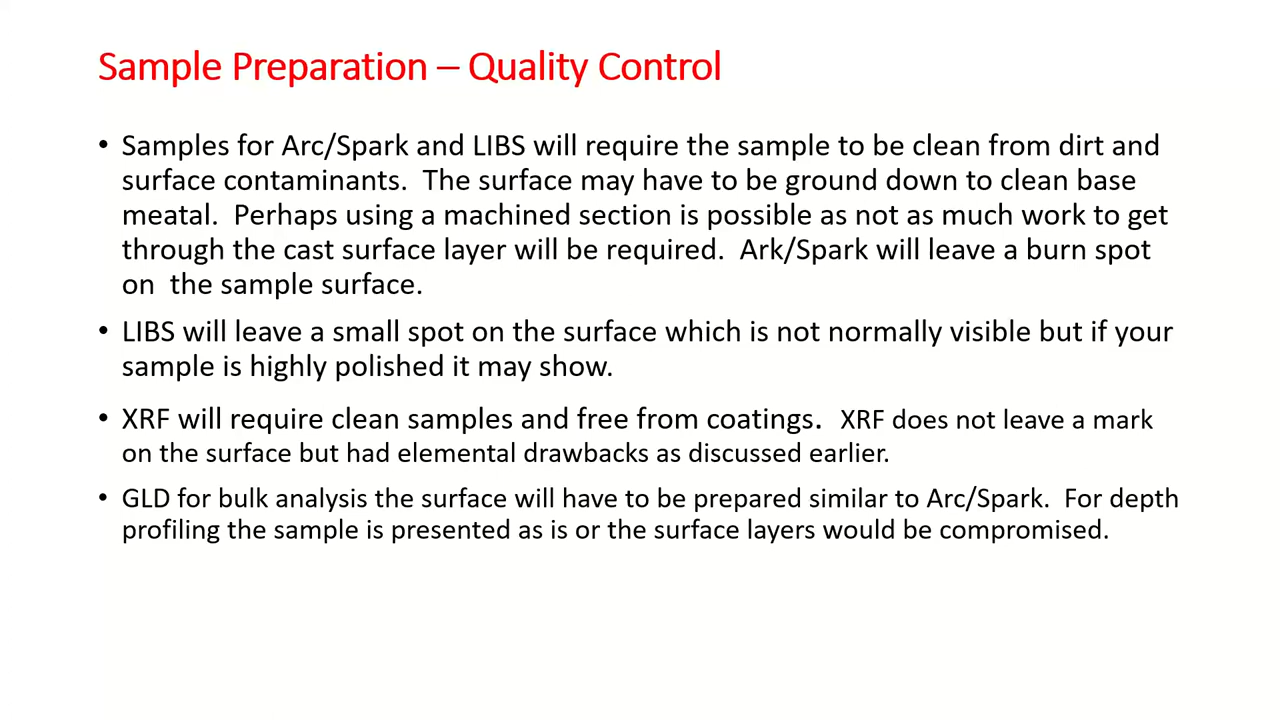 Sample Preparation – Quality Control
• Samples for Arc/Spark and LIBS will require the sample to be clean from dirt and
surface contaminants.  The surface may have to be ground down to clean base
meatal.  Perhaps using a machined section is possible as not as much work to get
through the cast surface layer will be required.  Ark/Spark will leave a burn spot
on  the sample surface.
• LIBS will leave a small spot on the surface which is not normally visible but if your
sample is highly polished it may show.
• XRF will require clean samples and free from coatings.  XRF does not leave a mark
on the surface but had elemental drawbacks as discussed earlier.
• GLD for bulk analysis the surface will have to be prepared similar to Arc/Spark.  For depth
profiling the sample is presented as is or the surface layers would be compromised.